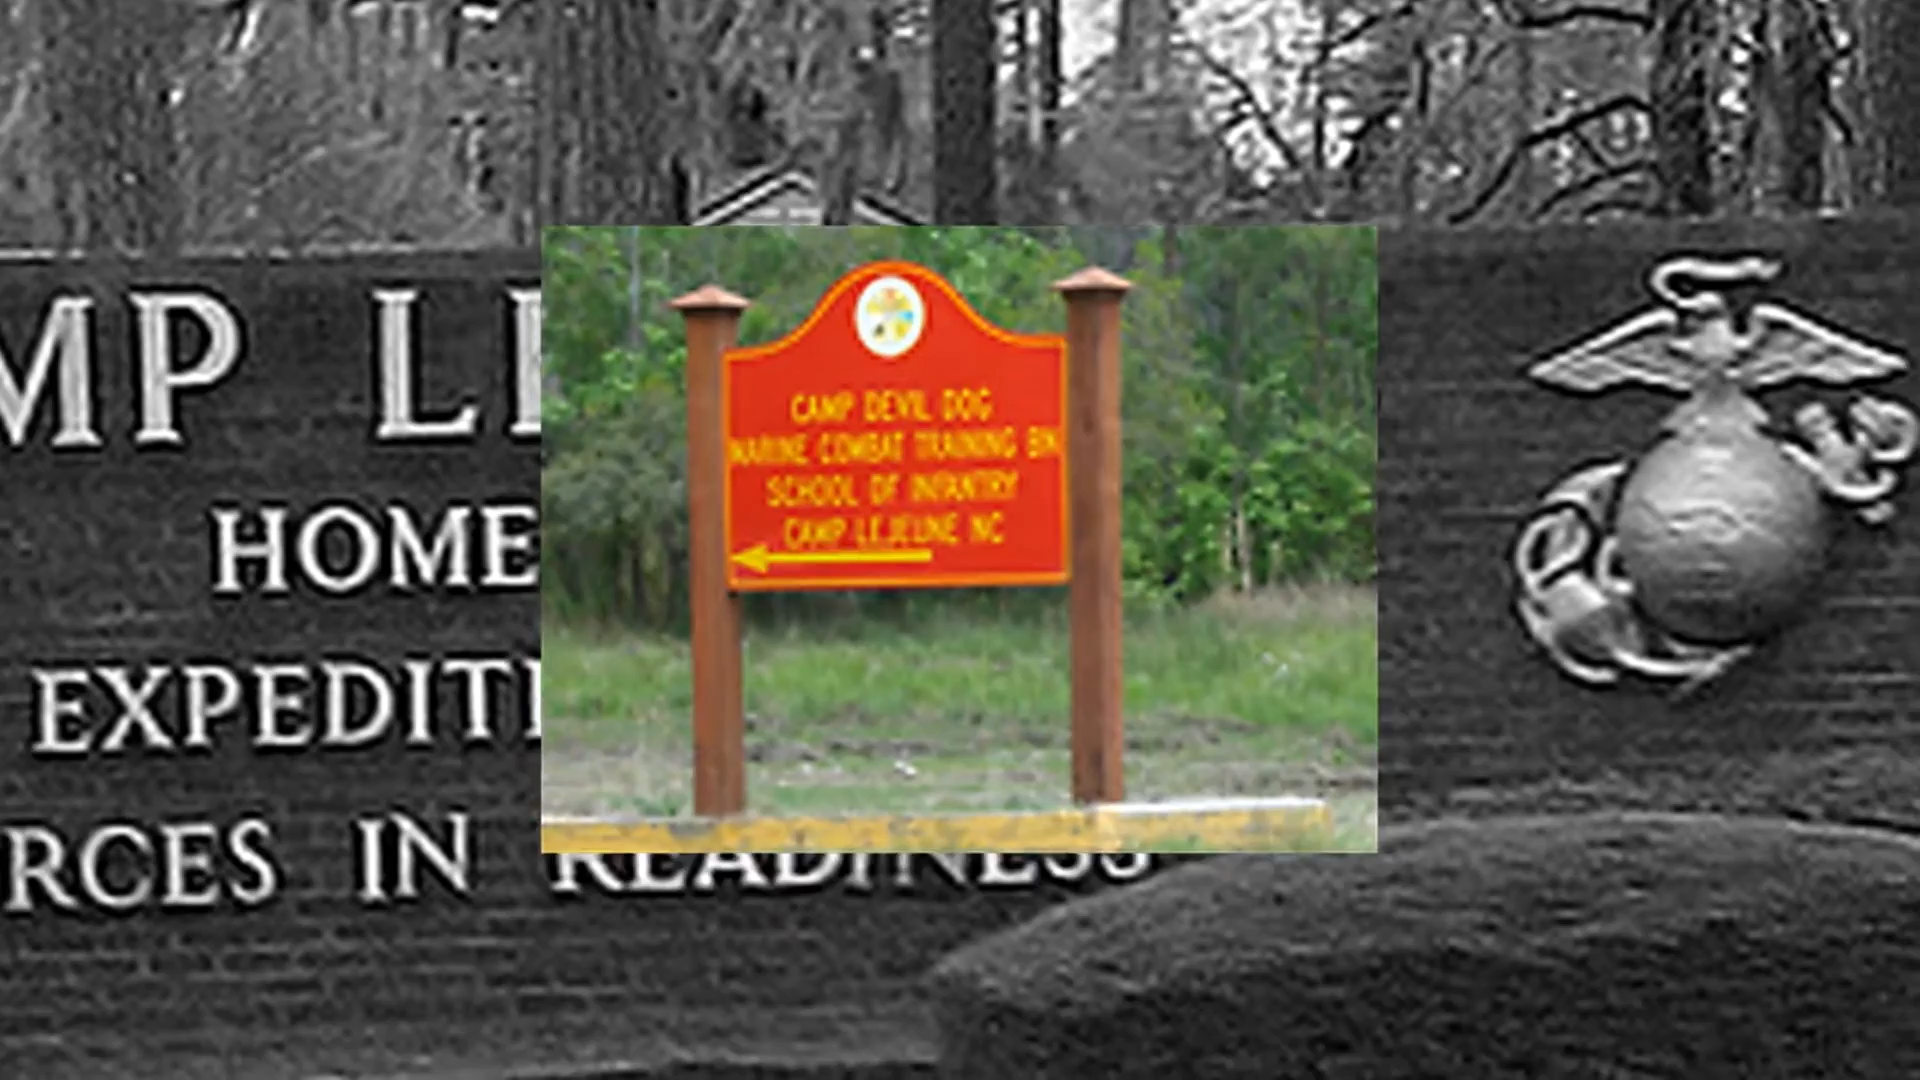 MP LE
HOME
EXPEDITI
RCES IN READINESS
CAMP DEVIL DOG
MARINE COMBAT TRAINING BN
SCHOOL OF INFANTRY
CAMP LEJEUNE NC